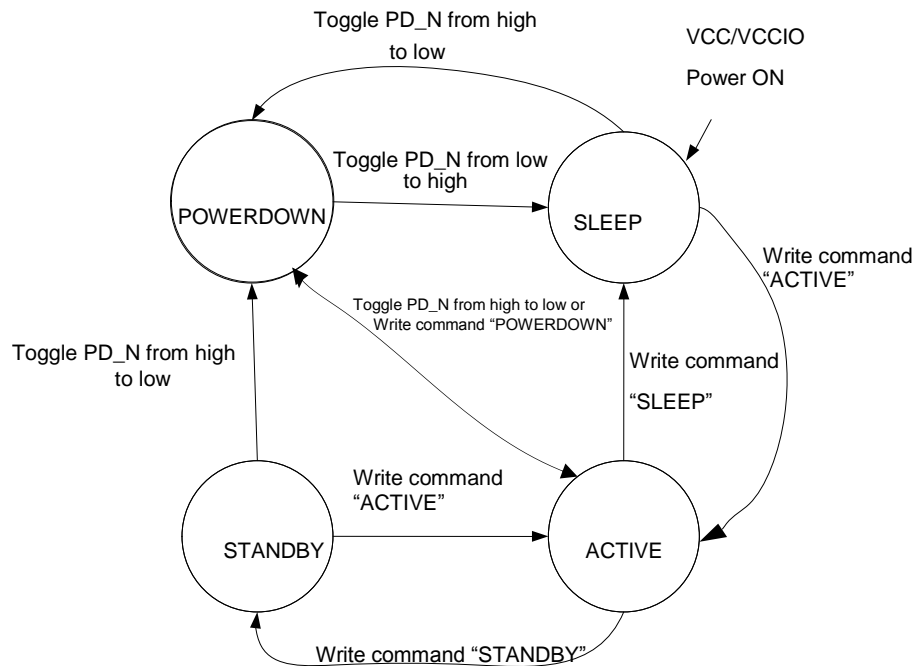 Toggle PD_N from high
to low
VCC/VCCIO
Power ON
Toggle PD_N from low
to high
POWERDOWN
SLEEP
Write command
“ACTIVE”
Toggle PD_N from high to low or
Write command “POWERDOWN”
Toggle PD_N from high
to low
Write command
“SLEEP”
Write command
“ACTIVE”
STANDBY
ACTIVE
Write command “STANDBY”